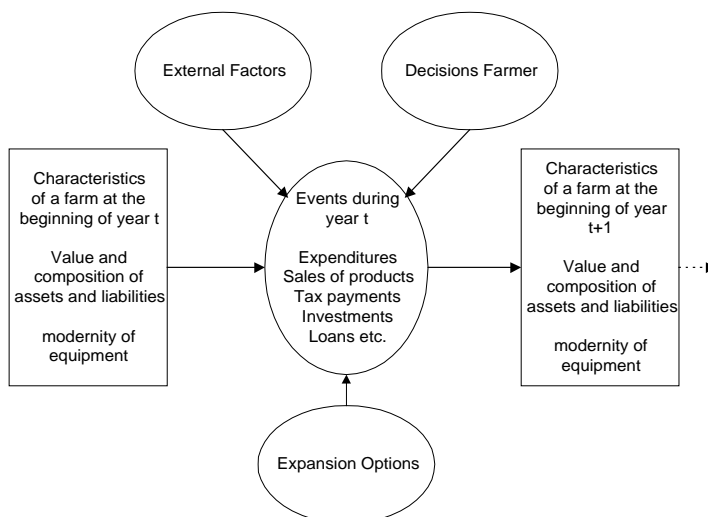 External Factors
Decisions Farmer
Characteristics
of a farm at the
beginning of year t
Value and
composition of
assets and liabilities
modernity of
equipment
Events during
year t
Expenditures
Sales of products
Tax payments
Investments
Loans etc.
Characteristics
of a farm at the
beginning of year
t+1
Value and
composition of
assets and liabilities
modernity of
equipment
Expansion Options